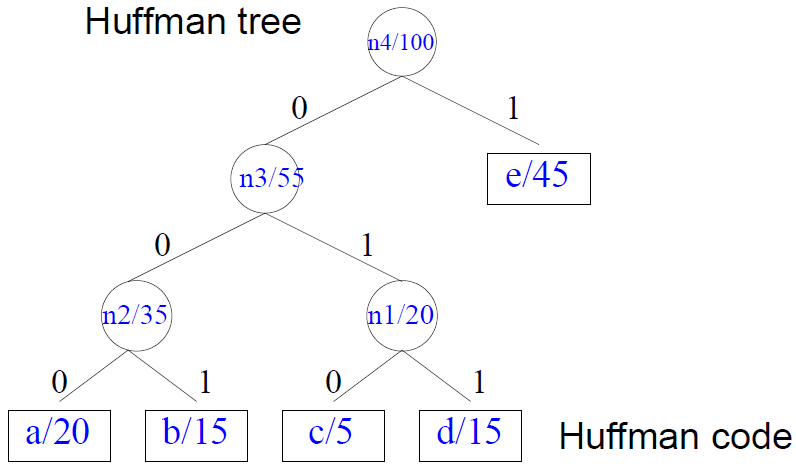 Huffman tree
n4/100
0
1
n3/55
e/45
0
1
n2/35
n1/20
0
1
0
1
a/20
b/15
c/5
d/15
Huffman code